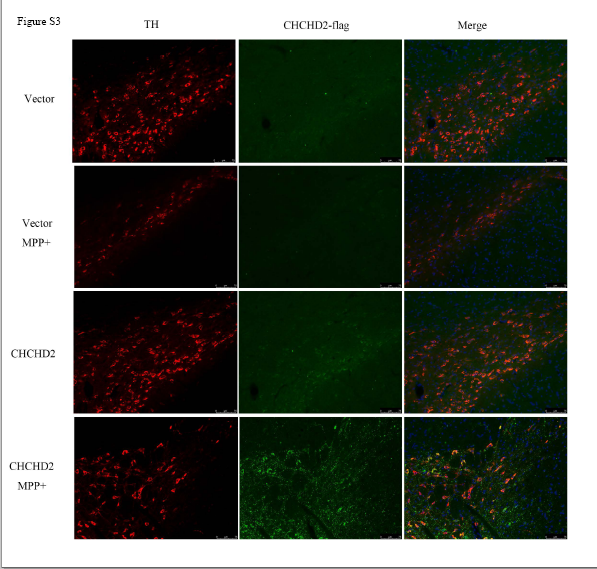 Figure S3
TH
CHCHD2-flag
Merge
Vector
Vector
MPP+
CHCHD2
CHCHD2
MPP+